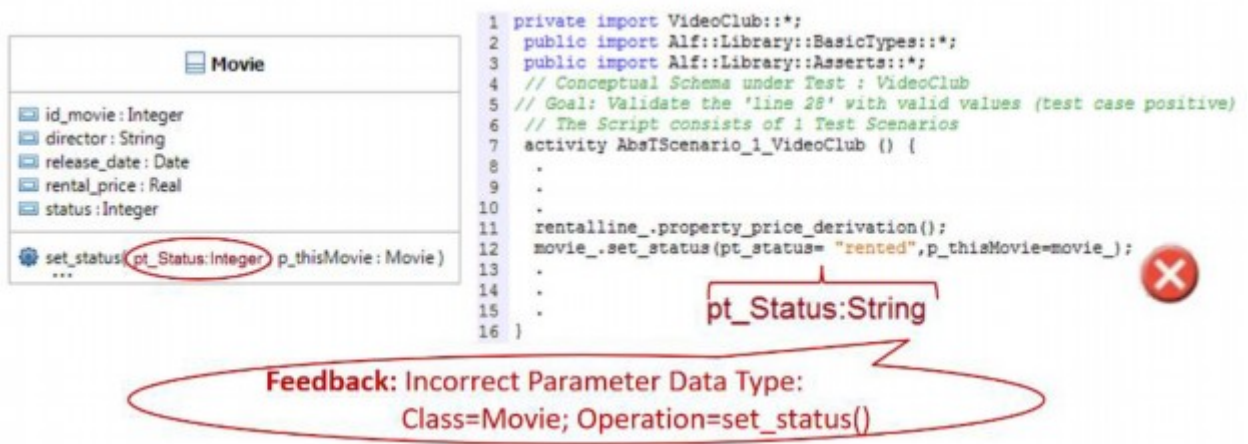 Movie
id_movie : Integer
director : String
release_date : Date
rental_price : Real
status : Integer
set_status( pt_Status:Integer p_thisMovie : Movie )
...
1 private import VideoClub::*;
2 public import Alf::Library::BasicTypes::*;
3 public import Alf::Library::Asserts::*;
4 // Conceptual Schema under Test : VideoClub
5 // Goal: Validate the 'line 28' with valid values (test case positive)
6 // The Script consists of 1 Test Scenarios
7 activity AbsTScenario_1_VideoClub () {
8 .
9 .
10 .
11 rentalline_.property_price_derivation();
12 movie_.set_status(pt_status= "rented",p_thisMovie=movie_);
13 .
14 .
15 .
16 }
pt_Status:String
Feedback: Incorrect Parameter Data Type:
Class=Movie; Operation=set_status()